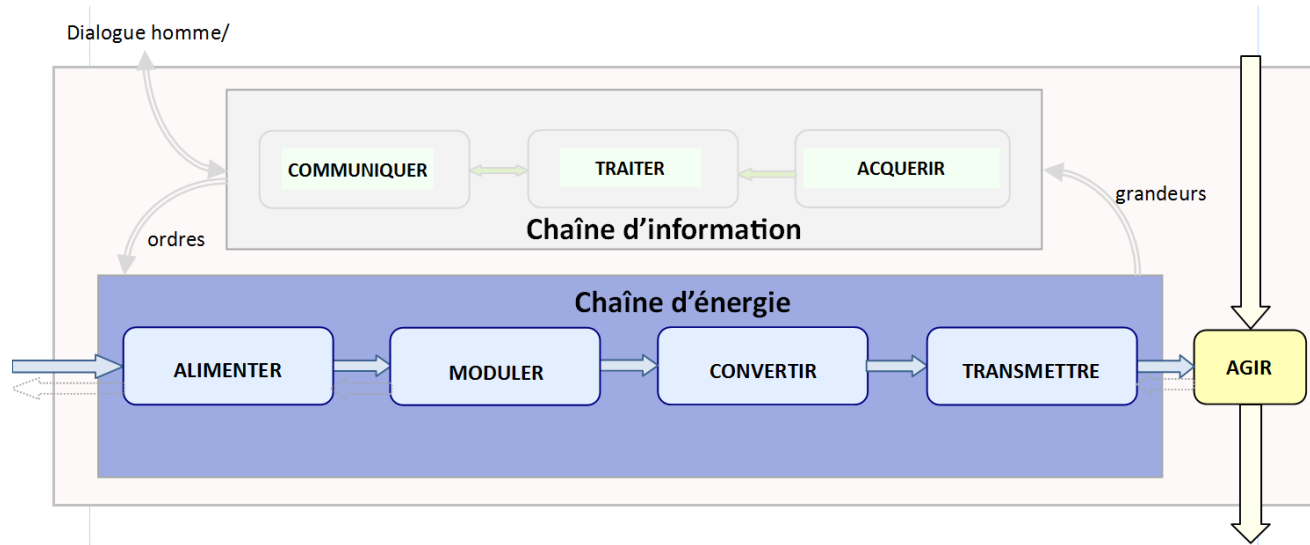 Dialogue homme/
COMMUNIQUER
TRAITER
ACQUERIR
grandeurs
Chaîne d’information
ordres
Chaîne d’énergie
ALIMENTER
MODULER
CONVERTIR
TRANSMETTRE
AGIR